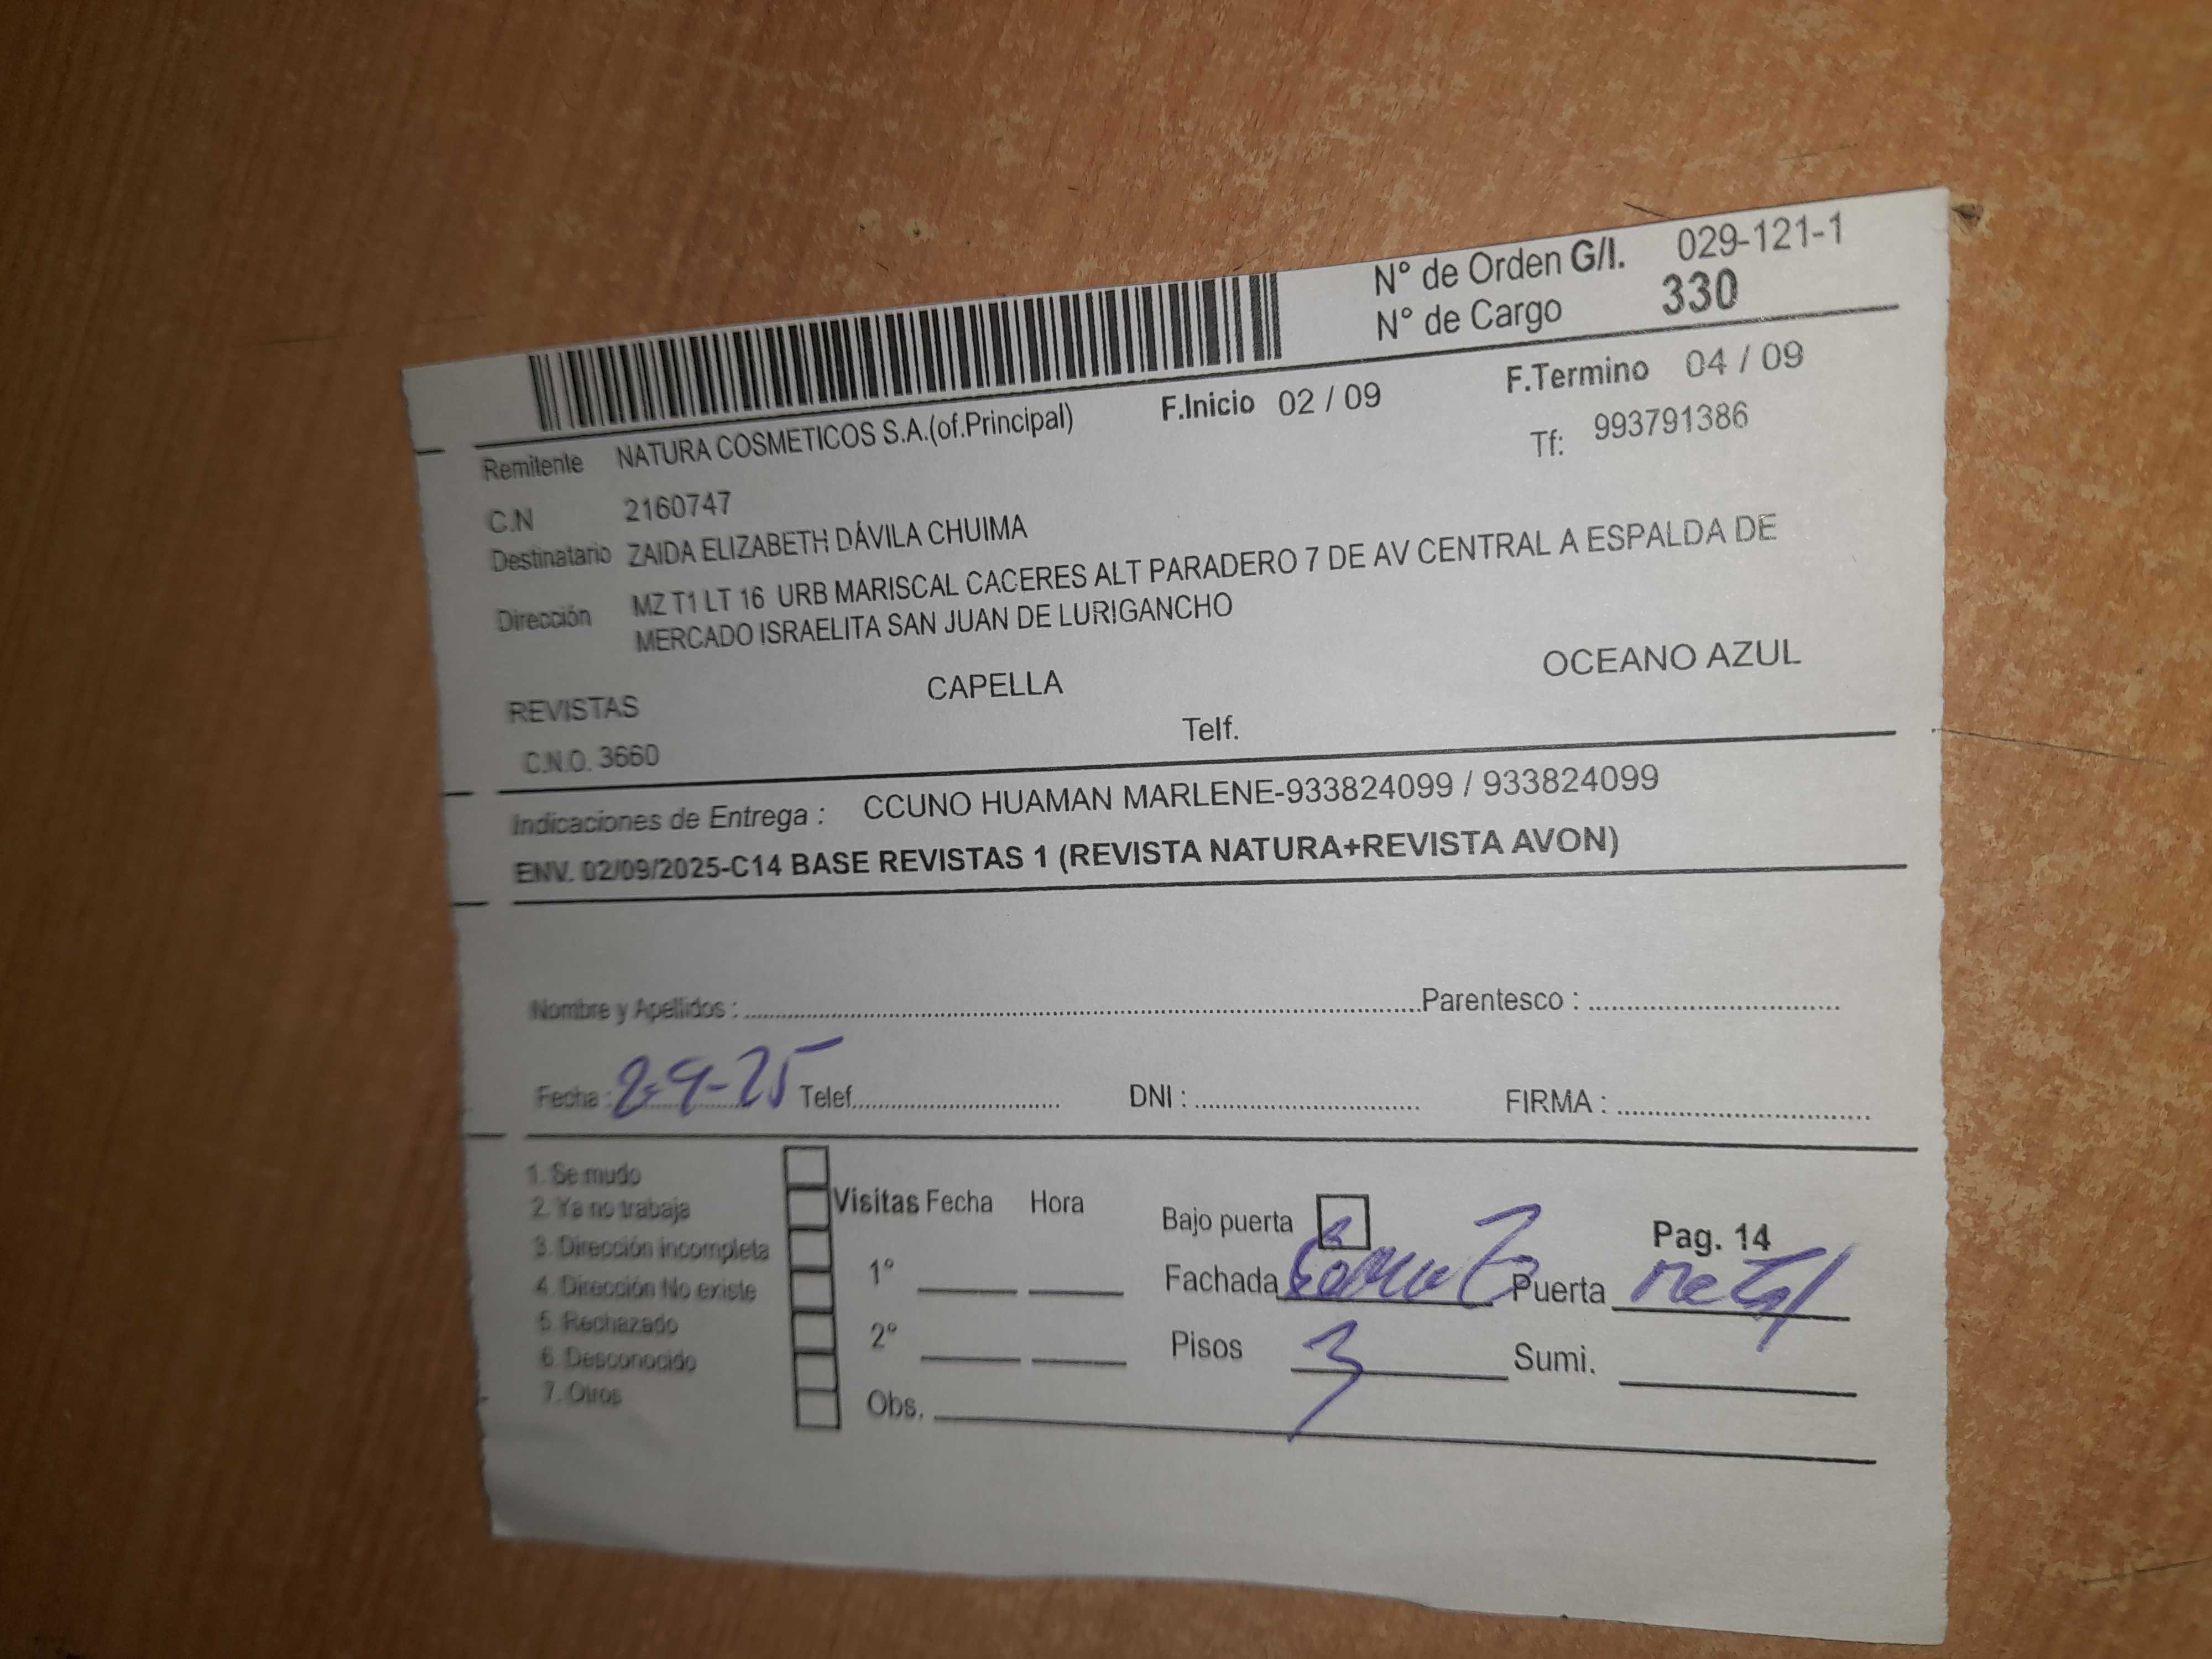 N° de Orden G/I. 029-121-1
N° de Cargo 330
F.Inicio 02 / 09 F.Termino 04 / 09
Remitente NATURA COSMETICOS S.A.(of.Principal) Tf: 993791386
C.N 2160747
Destinatario ZAIDA ELIZABETH DÁVILA CHUIMA
Dirección MZ T1 LT 16 URB MARISCAL CACERES ALT PARADERO 7 DE AV CENTRAL A ESPALDA DE
MERCADO ISRAELITA SAN JUAN DE LURIGANCHO
REVISTAS CAPELLA OCEANO AZUL
C.N.O. 3660 Telf.
Indicaciones de Entrega : CCUNO HUAMAN MARLENE-933824099 / 933824099
ENV. 02/09/2025-C14 BASE REVISTAS 1 (REVISTA NATURA+REVISTA AVON)
Nombre y Apellidos : Parentesco :
Fecha : 2-9-25 Telef. DNI : FIRMA :
1. Se mudo
2. Ya no trabaja Visitas Fecha Hora Bajo puerta Pag. 14
3. Dirección incompleta
4. Dirección No existe 1° Fachada Puerta metal
5. Rechazado
6. Desconocido 2° Pisos 3 Sumi.
7. Otros Obs.